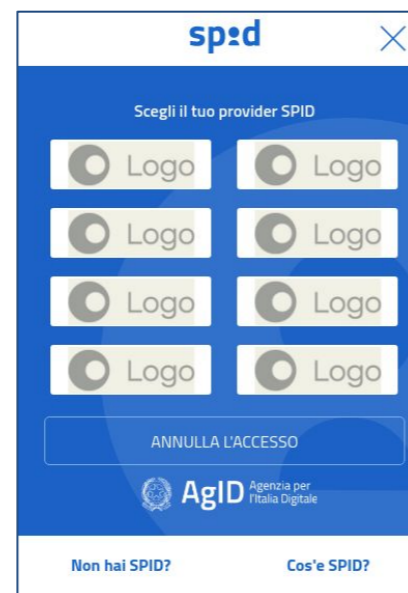 spid
Scegli il tuo provider SPID
Logo Logo
Logo Logo
Logo Logo
Logo Logo
ANNULLA L'ACCESSO
AgID Agenzia per
l'Italia Digitale
Non hai SPID? Cos'e SPID?